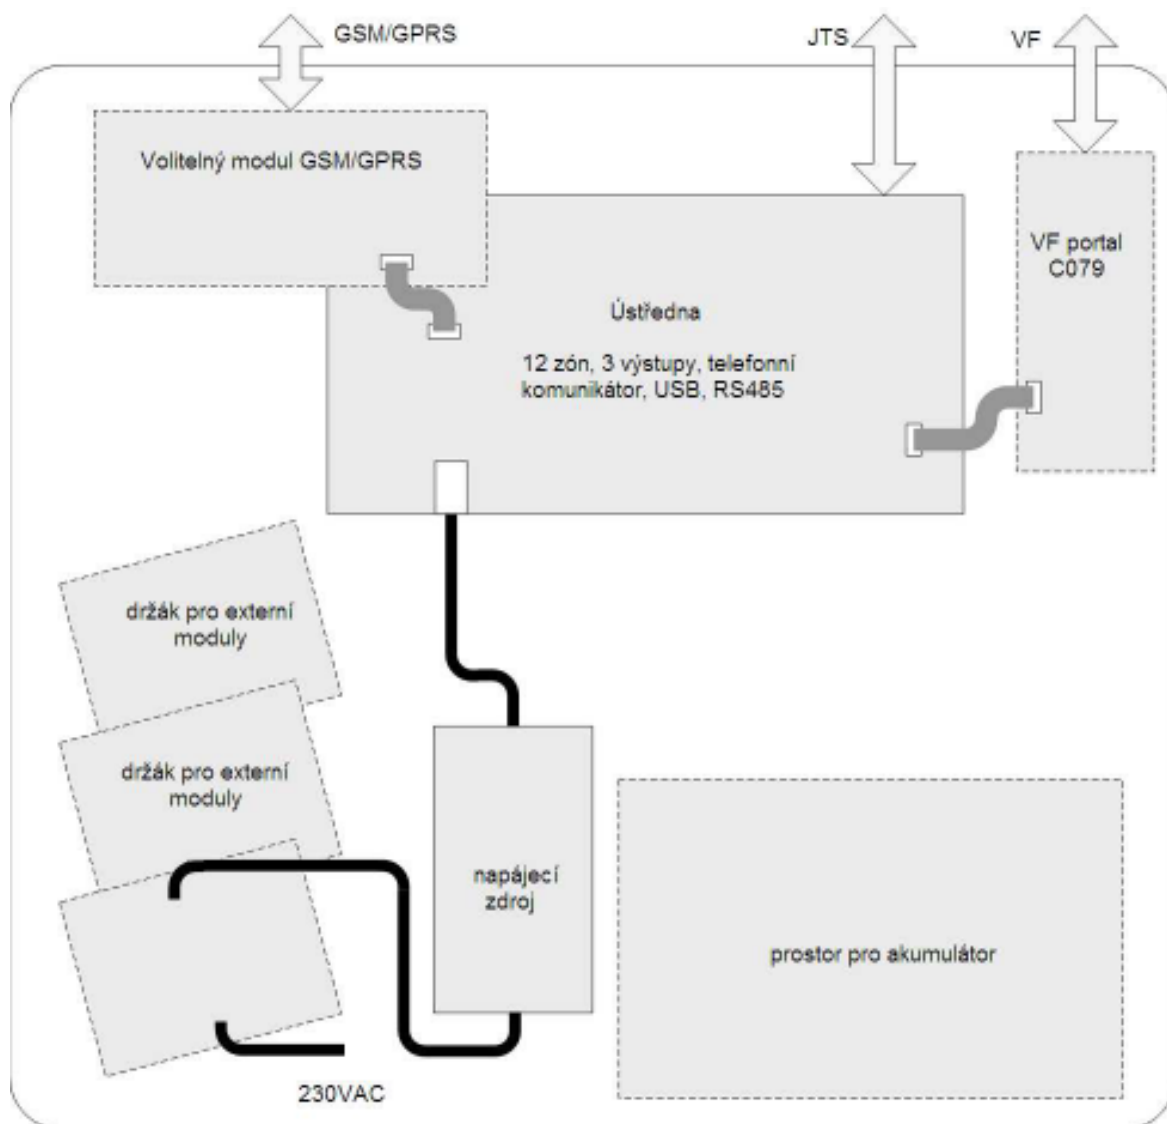 GSM/GPRS
JTS
VF
Volitelný modul GSM/GPRS
VF portal
C079
Ústředna
12 zón, 3 výstupy, telefonní
komunikátor, USB, RS485
držák pro externí
moduly
držák pro externí
moduly
napájecí
zdroj
prostor pro akumulátor
230VAC